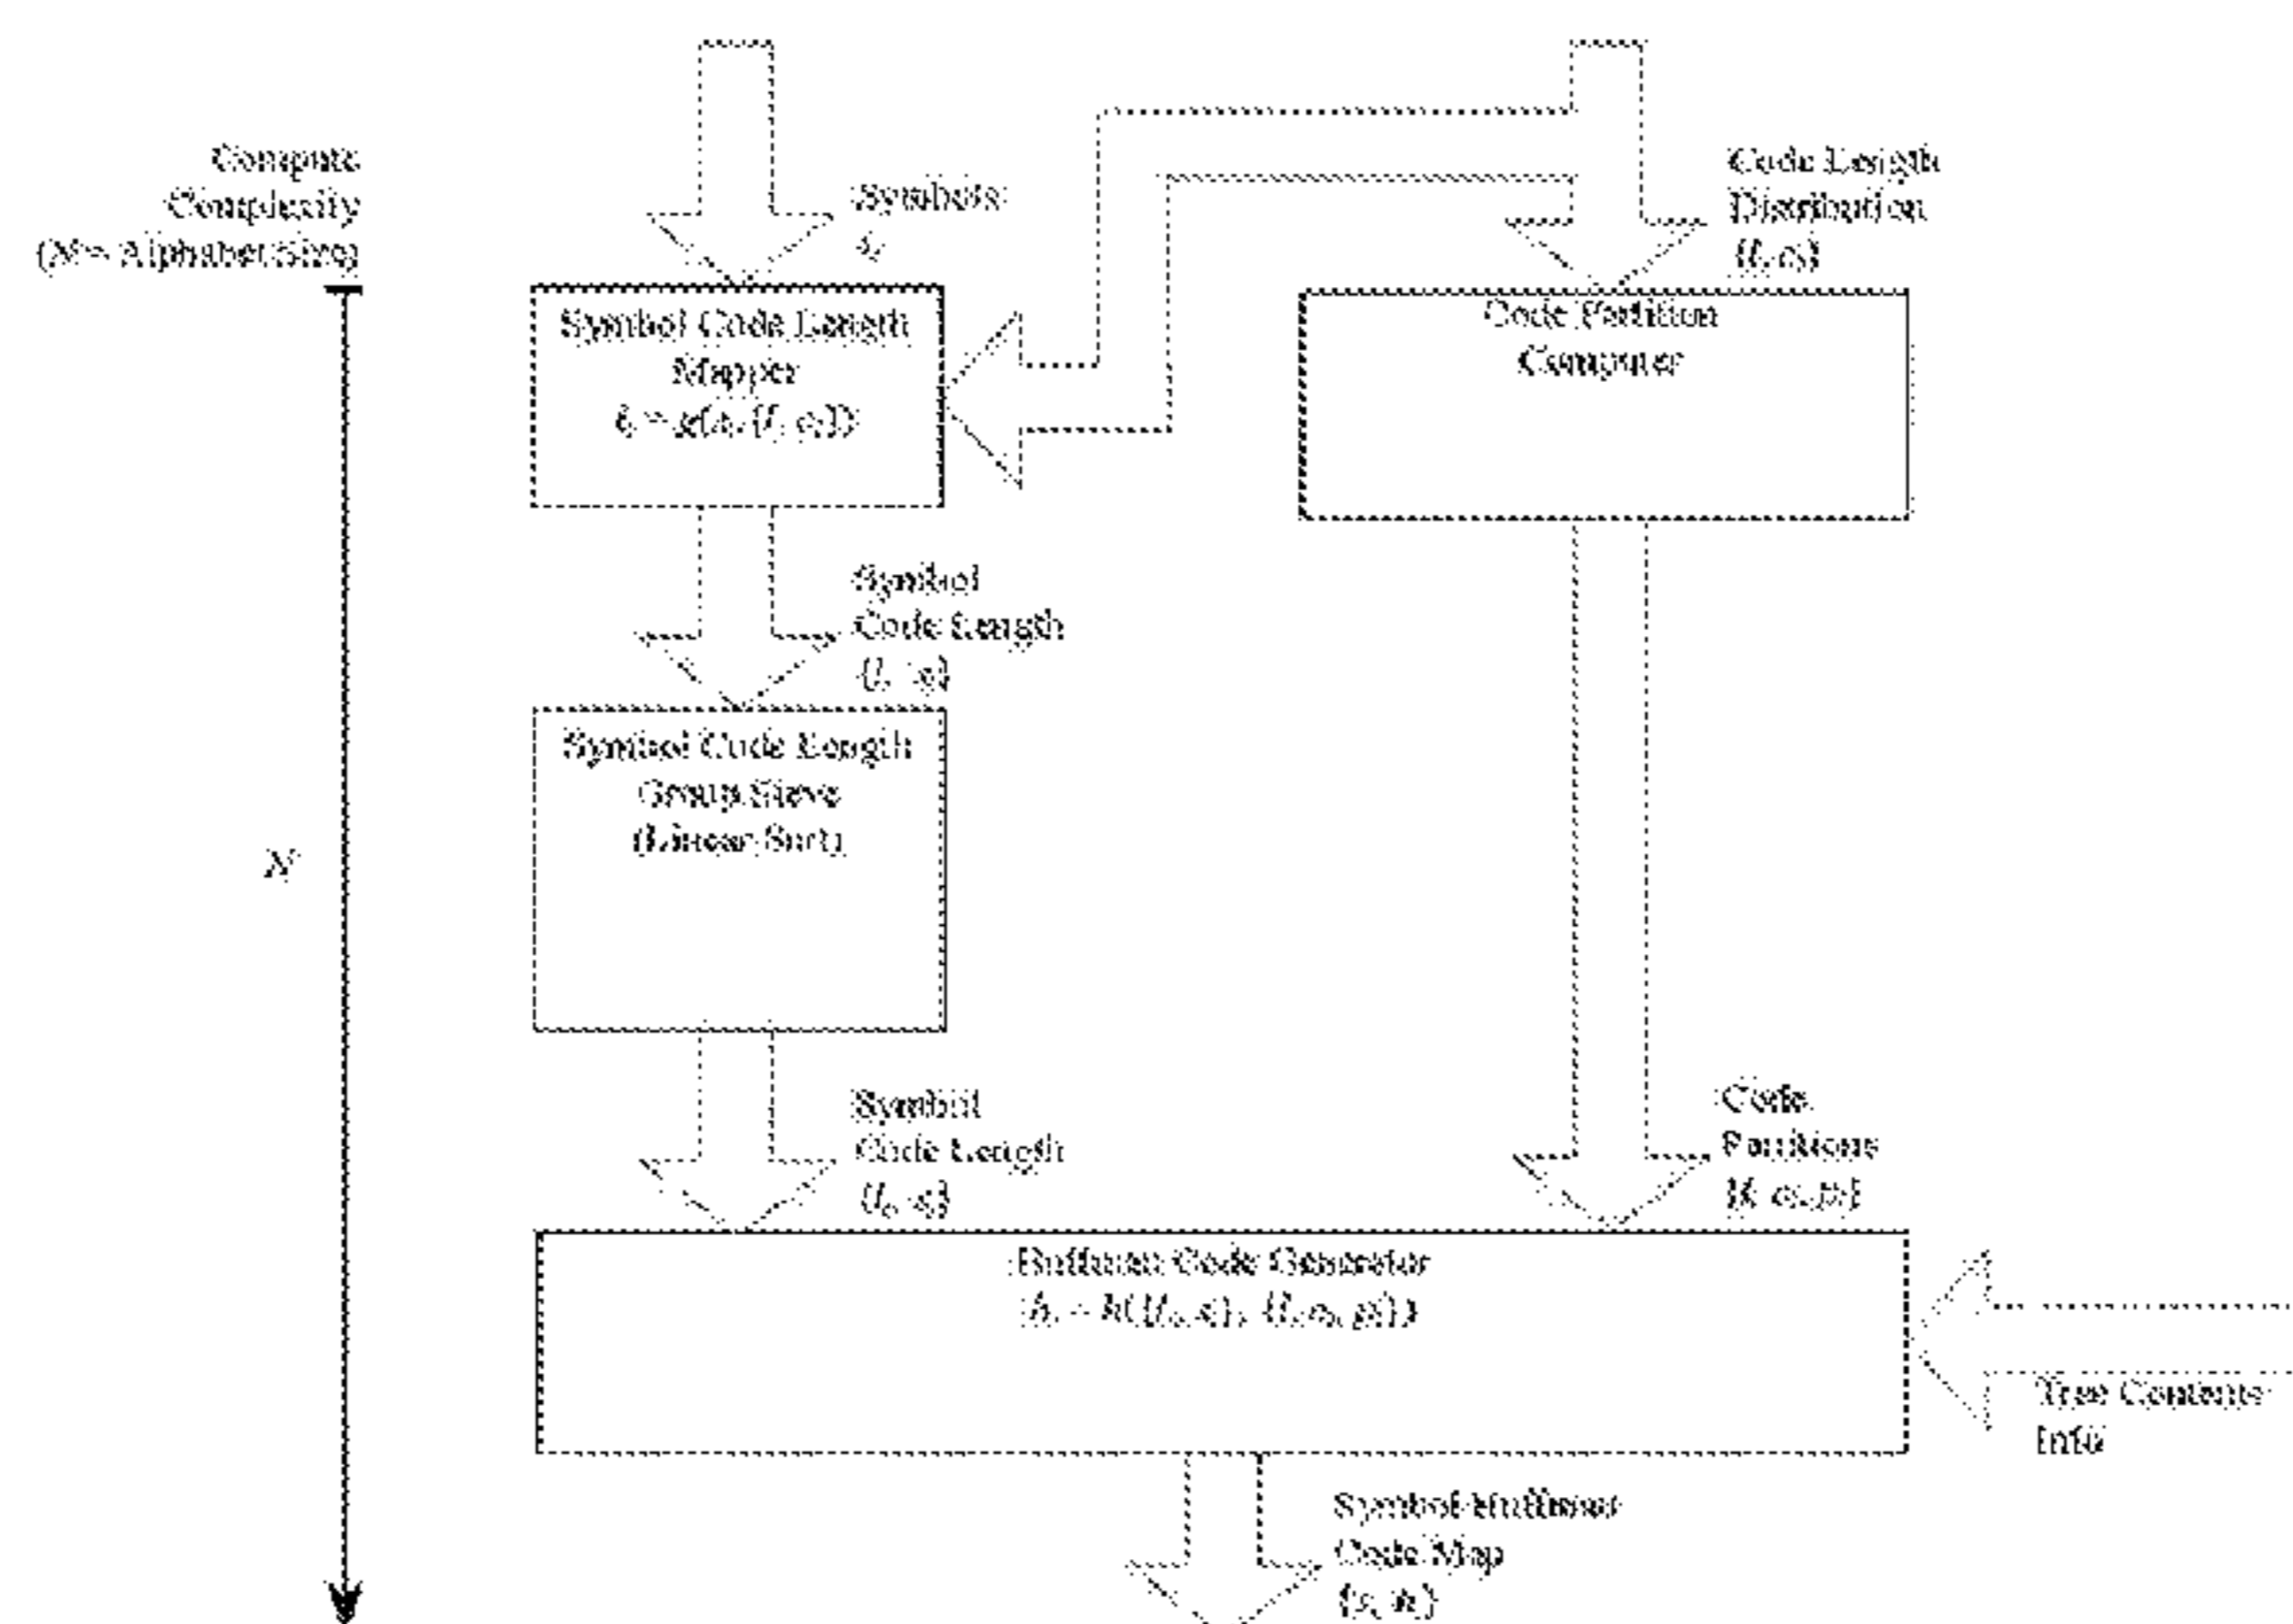 Compute
Complexity
(N = Alphabet Size)
Symbols
Code Length
Distribution
Symbol Code Length
Mapper
Code Partition
Computer
Symbol
Code Length
Symbol Code Length
Group Sieve
(Linear Sort)
N
Symbol
Code Length
Code
Partitions
Huffman Code Generator
Tree Contents
Info
Symbol-Huffman
Code Map